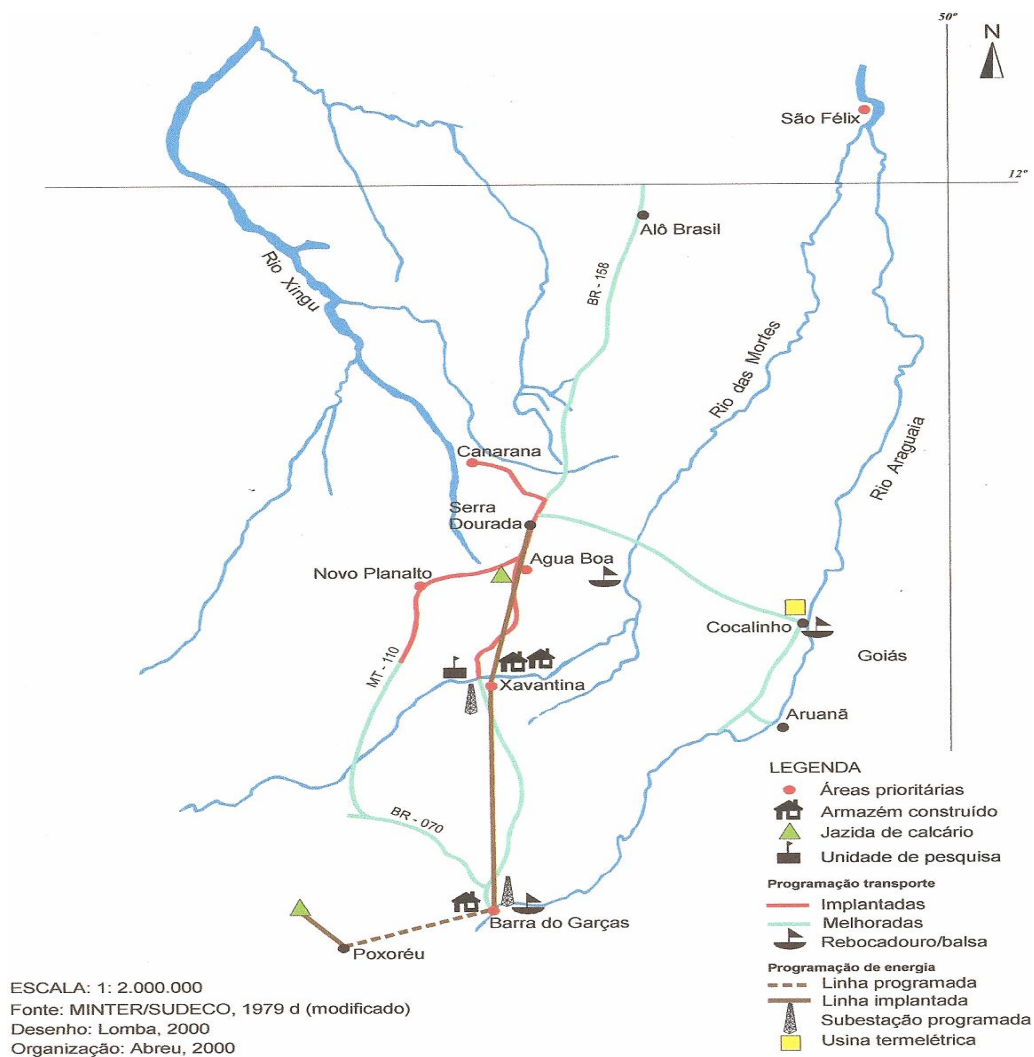 50º
N
São Félix
12º
Alô Brasil
BR - 158
Rio Xingu
Rio das Mortes
Rio Araguaia
Canarana
Serra
Dourada
Agua Boa
Novo Planalto
Cocalinho
Goiás
MT - 110
Xavantina
Aruanã
BR - 070
Barra do Garças
Poxoréu
LEGENDA
Áreas prioritárias
Armazém construído
Jazida de calcário
Unidade de pesquisa
Programação transporte
Implantadas
Melhoradas
Rebocadouro/balsa
Programação de energia
Linha programada
Linha implantada
Subestação programada
Usina termelétrica
ESCALA: 1: 2.000.000
Fonte: MINTER/SUDECO, 1979 d (modificado)
Desenho: Lomba, 2000
Organização: Abreu, 2000